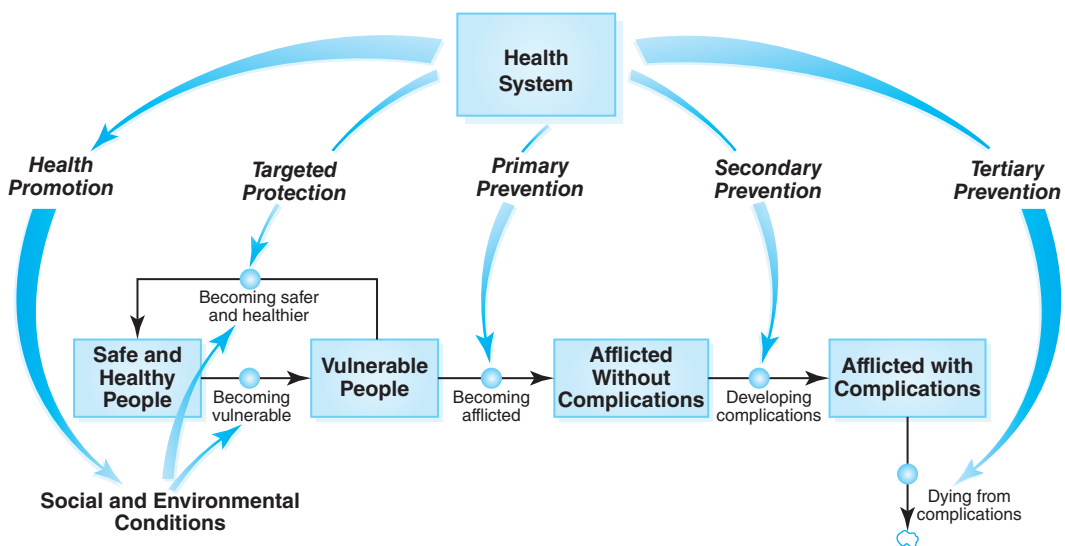 Health
System
Health
Promotion
Targeted
Protection
Primary
Prevention
Secondary
Prevention
Tertiary
Prevention
Becoming safer
and healthier
Safe and
Healthy
People
Becoming
vulnerable
Vulnerable
People
Becoming
afflicted
Afflicted
Without
Complications
Developing
complications
Afflicted with
Complications
Social and Environmental
Conditions
Dying from
complications